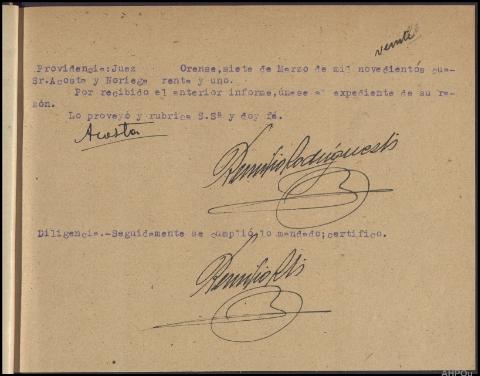 veinte
Providencia:Juez Orense,siete de Marzo de mil novedientos cua-
Sr.Acosta y Noriega renta y uno.
Por recibido el anterior informe,únase al expediente de su ra-
zón.
Lo proveyó y rubrica S.Sª y doy fé.
Acosta
Diligencia.-Seguidamente se cumplió lo mandado;certifico.
AHPOu